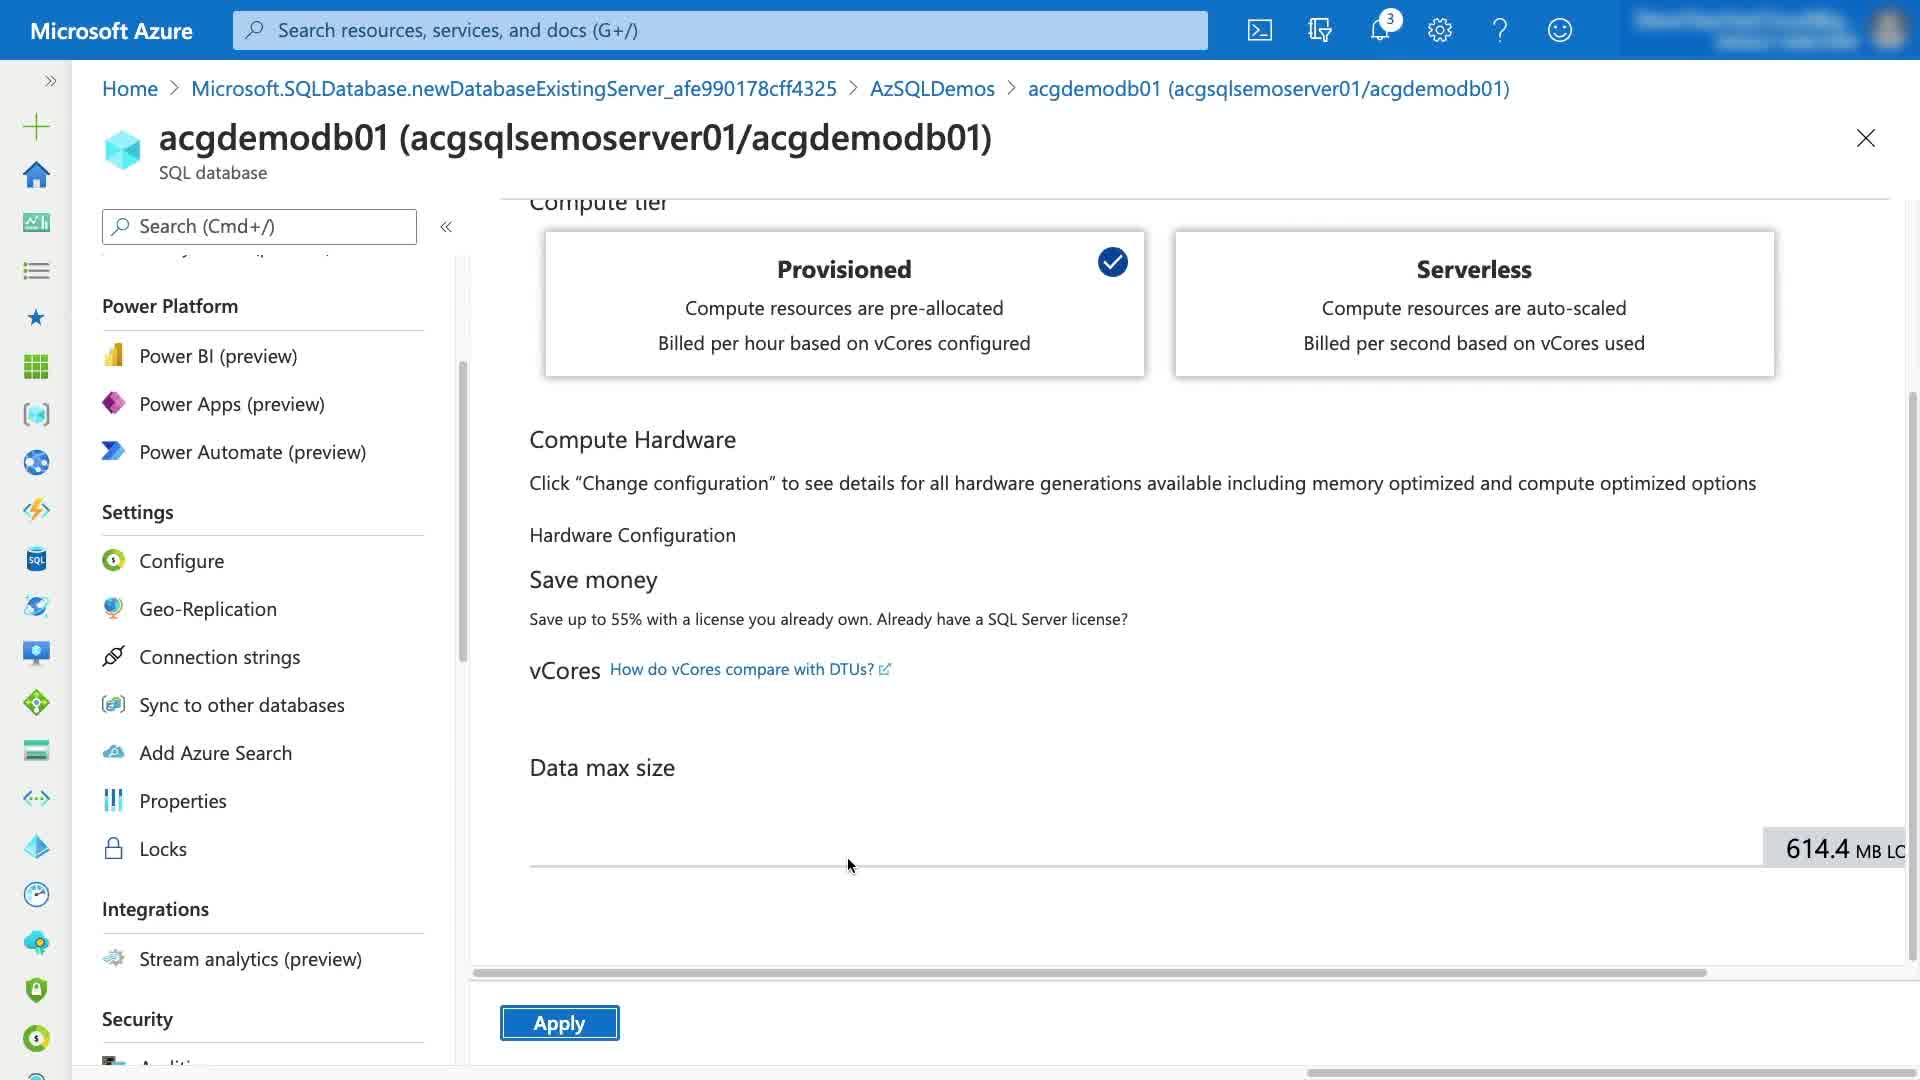 Microsoft Azure
Search resources, services, and docs (G+/)
3
Home > Microsoft.SQLDatabase.newDatabaseExistingServer_afe990178cff4325 > AzSQLDemos > acgdemodb01 (acgsqlsemoserver01/acgdemodb01)
acgdemodb01 (acgsqlsemoserver01/acgdemodb01)
SQL database
Search (Cmd+/)
«
Power Platform
Power BI (preview)
Power Apps (preview)
Power Automate (preview)
Settings
Configure
Geo-Replication
Connection strings
Sync to other databases
Add Azure Search
Properties
Locks
Integrations
Stream analytics (preview)
Security
Compute tier
Provisioned
Compute resources are pre-allocated
Billed per hour based on vCores configured
Serverless
Compute resources are auto-scaled
Billed per second based on vCores used
Compute Hardware
Click “Change configuration” to see details for all hardware generations available including memory optimized and compute optimized options
Hardware Configuration
Save money
Save up to 55% with a license you already own. Already have a SQL Server license?
vCores How do vCores compare with DTUs?
Data max size
614.4 MB LO
Apply